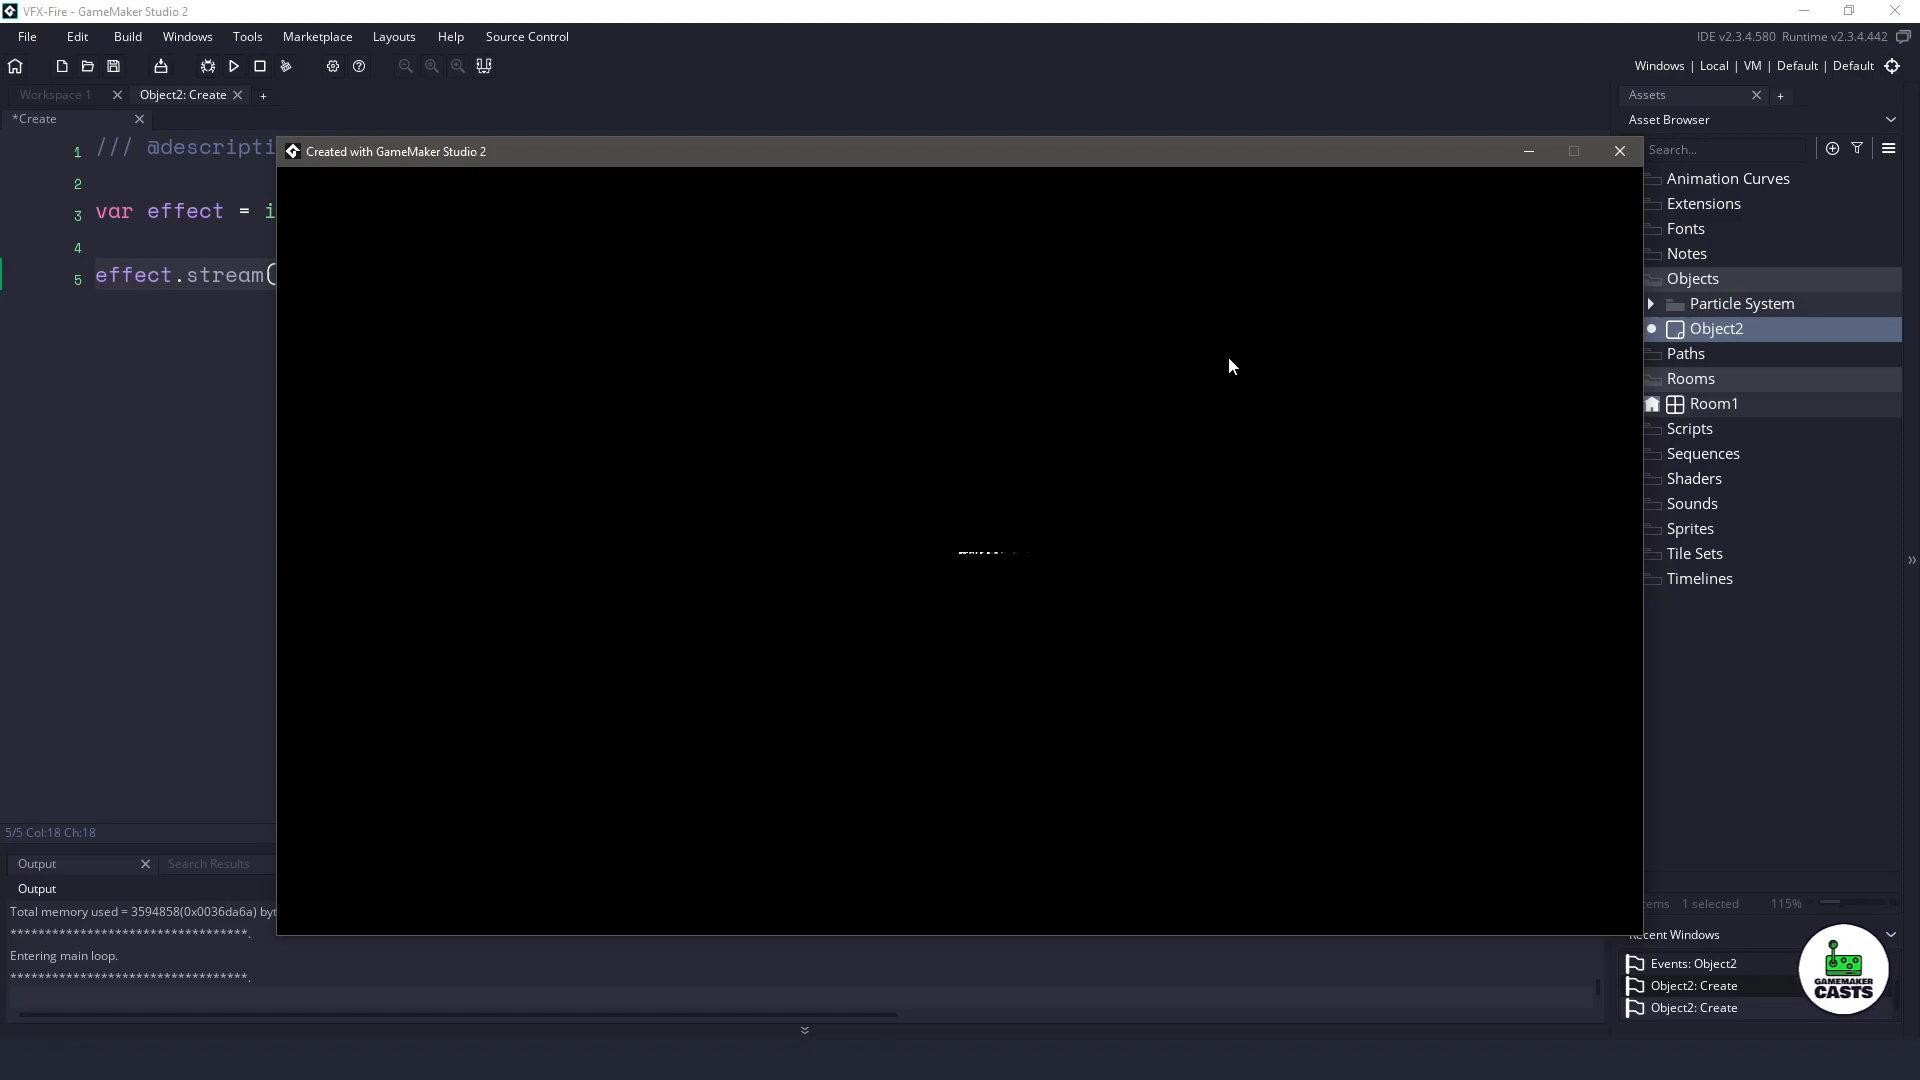 VFX-Fire - GameMaker Studio 2
File Edit Build Windows Tools Marketplace Layouts Help Source Control
IDE v2.3.4.580 Runtime v2.3.4.442
Windows | Local | VM | Default | Default
Workspace 1 Object2: Create +
*Create
Assets +
Asset Browser
Search...
1 /// @descripti
2
3 var effect = i
4
5 effect.stream(
Created with GameMaker Studio 2
Animation Curves
Extensions
Fonts
Notes
Objects
Particle System
Object2
Paths
Rooms
Room1
Scripts
Sequences
Shaders
Sounds
Sprites
Tile Sets
Timelines
5/5 Col:18 Ch:18
Output Search Results
Output
Total memory used = 3594858(0x0036da6a) byt
**********************************.
Entering main loop.
**********************************.
ems 1 selected 115%
Recent Windows
Events: Object2
Object2: Create
Object2: Create
GAMEMAKER
CASTS